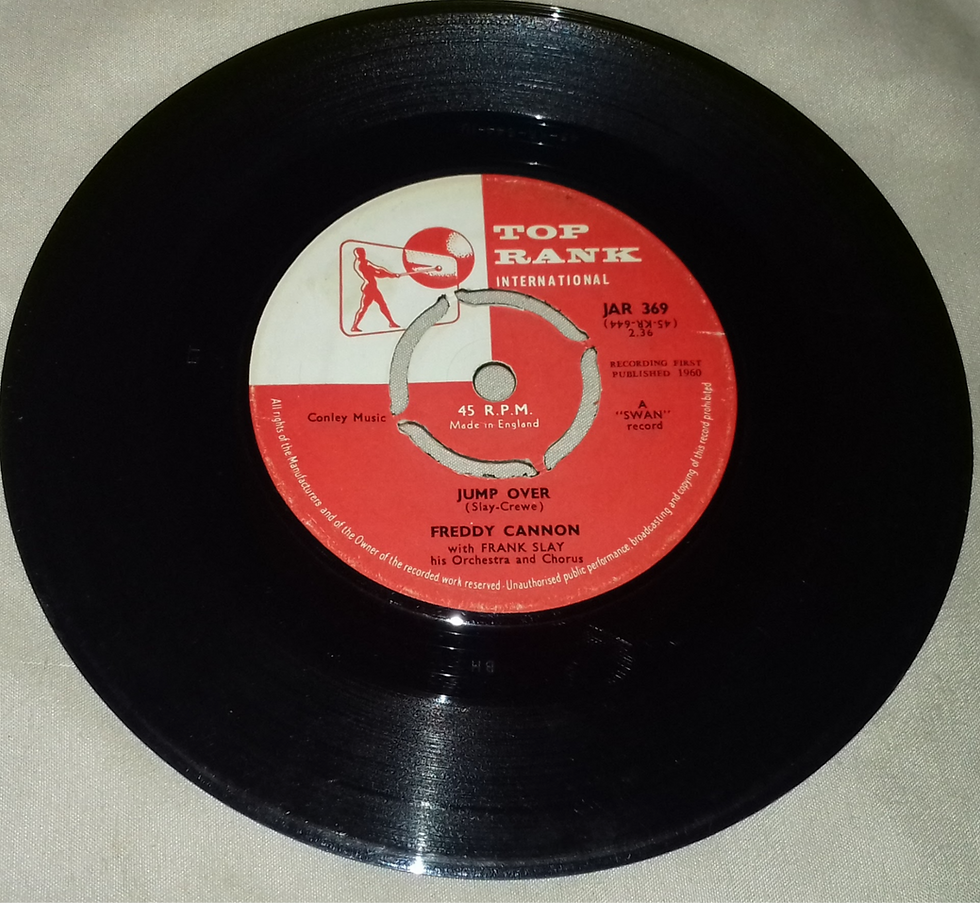 TOP
RANK
INTERNATIONAL
JAR 369
(45-KR-644)
2.36
RECORDING FIRST
PUBLISHED 1960
Conley Music
45 R.P.M.
Made in England
A
"SWAN"
record
JUMP OVER
(Slay-Crewe)
FREDDY CANNON
with FRANK SLAY
his Orchestra and Chorus
All rights of the Manufacturers and of the Owner of the recorded work reserved - Unauthorised public performance, broadcasting and copying of this record prohibited